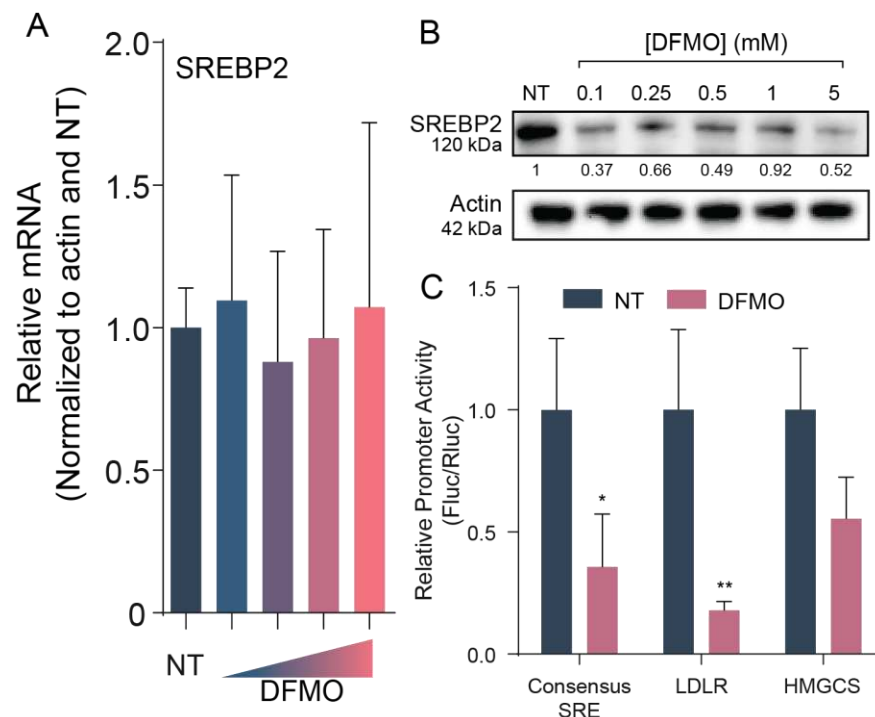 A
SREBP2
Relative mRNA
(Normalized to actin and NT)
2.0
1.5
1.0
0.5
0
NT
DFMO
B
[DFMO] (mM)
NT 0.1 0.25 0.5 1 5
SREBP2
120 kDa
1 0.37 0.66 0.49 0.92 0.52
Actin
42 kDa
C
NT DFMO
Relative Promoter Activity
(Fluc/Rluc)
1.5
1.0
0.5
0.0
*
**
Consensus
SRE
LDLR
HMGCS